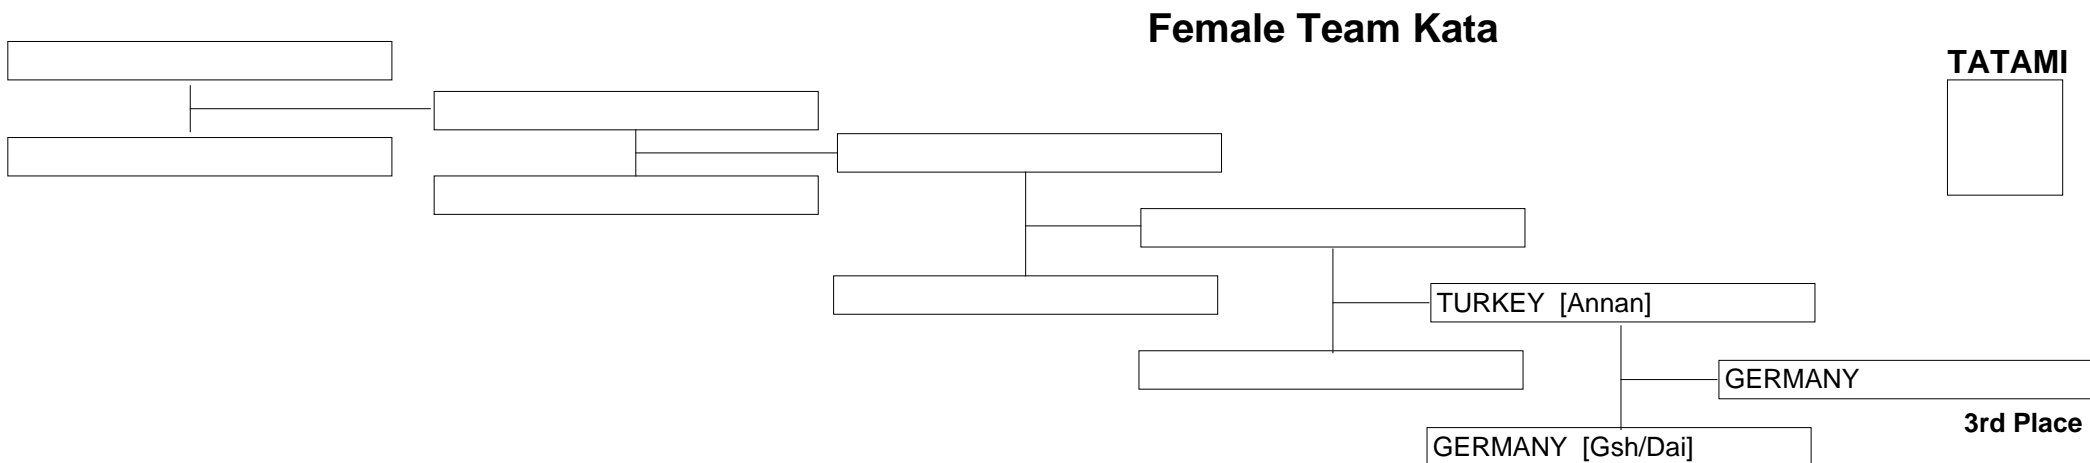 Female Team Kata
TATAMI
TURKEY [Annan]
GERMANY
3rd Place
GERMANY [Gsh/Dai]